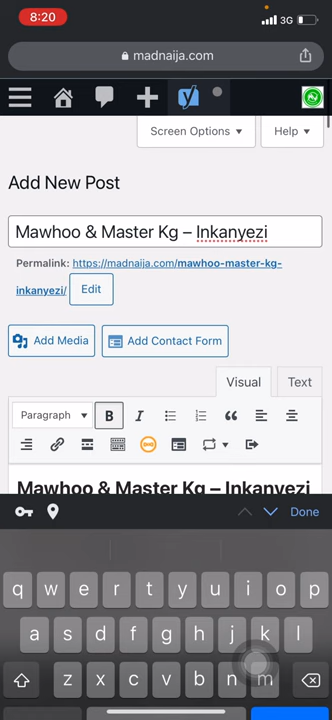 8:20
3G
madnaija.com
Screen Options
Help
Add New Post
Mawhoo & Master Kg – Inkanyezi
Permalink: https://madnaija.com/mawhoo-master-kg-
inkanyezi/ Edit
Add Media
Add Contact Form
Visual Text
Paragraph B I
Mawhoo & Master Kg – Inkanyezi
Done
q w e r t y u i o p
a s d f g h j k l
z x c v b n m